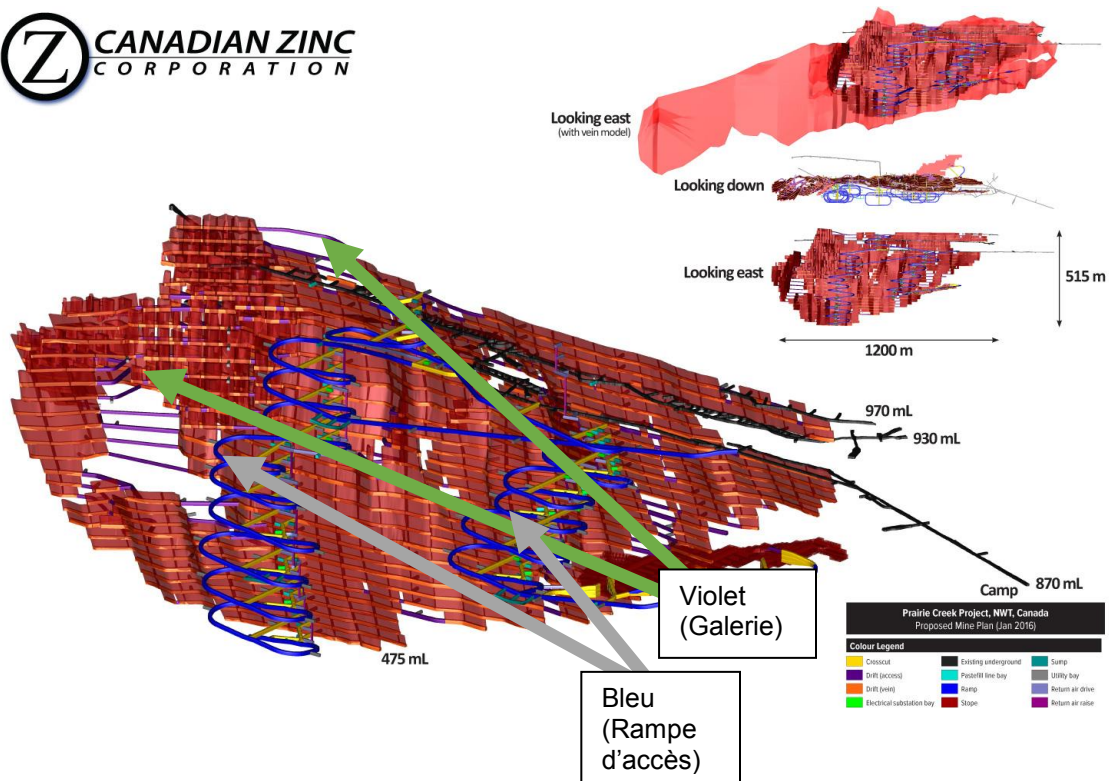 Z CANADIAN ZINC
CORPORATION
Looking east
(with vein model)
Looking down
Looking east
515 m
1200 m
970 mL
930 mL
870 mL
Camp
475 mL
Violet
(Galerie)
Bleu
(Rampe
d’accès)
Prairie Creek Project, NWT, Canada
Proposed Mine Plan (Jan 2016)
Colour Legend
Crosscut
Drift (access)
Drift (vein)
Electrical substation bay
Existing underground
Pastefill line bay
Ramp
Slope
Sump
Utility bay
Return air drive
Return air raise